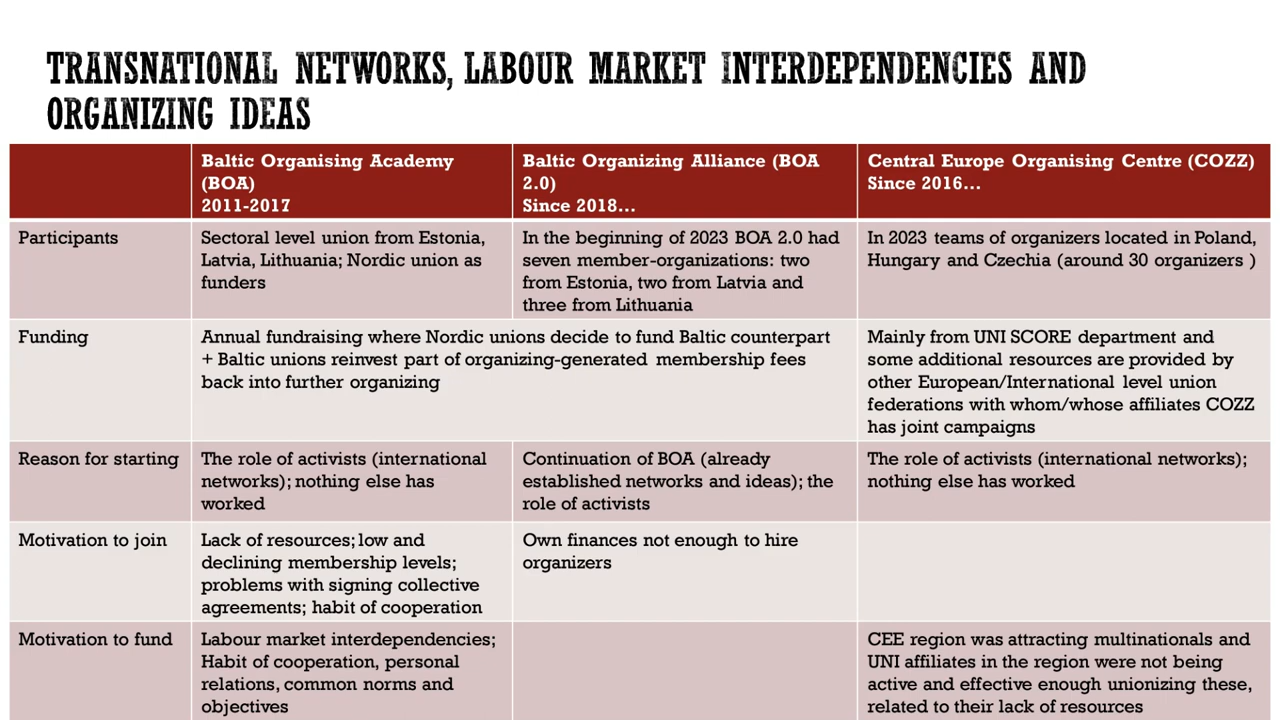 TRANSNATIONAL NETWORKS, LABOUR MARKET INTERDEPENDENCIES AND
ORGANIZING IDEAS
Baltic Organising Academy
(BOA)
2011-2017
Baltic Organizing Alliance (BOA
2.0)
Since 2018...
Central Europe Organising Centre (COZZ)
Since 2016...
Participants
Sectoral level union from Estonia,
Latvia, Lithuania; Nordic union as
funders
In the beginning of 2023 BOA 2.0 had
seven member-organizations: two
from Estonia, two from Latvia and
three from Lithuania
In 2023 teams of organizers located in Poland,
Hungary and Czechia (around 30 organizers )
Funding
Annual fundraising where Nordic unions decide to fund Baltic counterpart
+ Baltic unions reinvest part of organizing-generated membership fees
back into further organizing
Mainly from UNI SCORE department and
some additional resources are provided by
other European/International level union
federations with whom/whose affiliates COZZ
has joint campaigns
Reason for starting
The role of activists (international
networks); nothing else has
worked
Continuation of BOA (already
established networks and ideas); the
role of activists
The role of activists (international networks);
nothing else has worked
Motivation to join
Lack of resources; low and
declining membership levels;
problems with signing collective
agreements; habit of cooperation
Own finances not enough to hire
organizers
Motivation to fund
Labour market interdependencies;
Habit of cooperation, personal
relations, common norms and
objectives
CEE region was attracting multinationals and
UNI affiliates in the region were not being
active and effective enough unionizing these,
related to their lack of resources